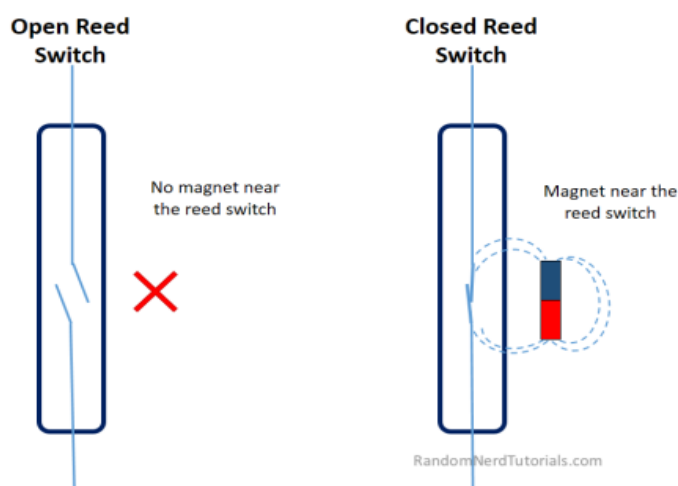 Open Reed
Switch
No magnet near
the reed switch
Closed Reed
Switch
Magnet near the
reed switch
RandomNerdTutorials.com